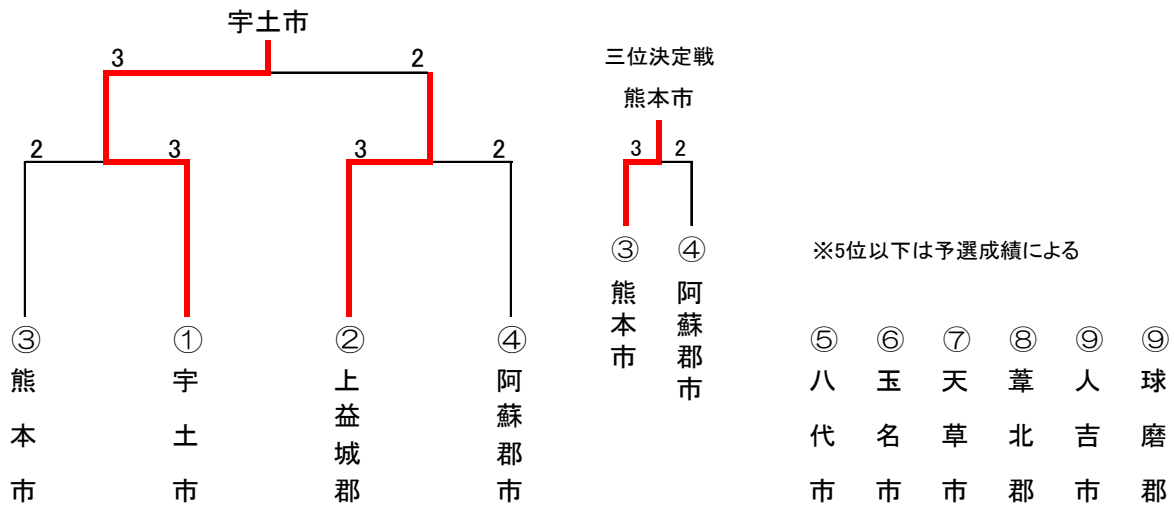 宇土市
3
2
2
3
3
2
③
熊本市
①
宇土市
②
上益城郡
④
阿蘇郡市
三位決定戦
熊本市
3
2
③
熊本市
④
阿蘇郡市
※5位以下は予選成績による
⑤
八代市
⑥
玉名市
⑦
天草市
⑧
葦北郡
⑨
人吉市
⑨
球磨郡